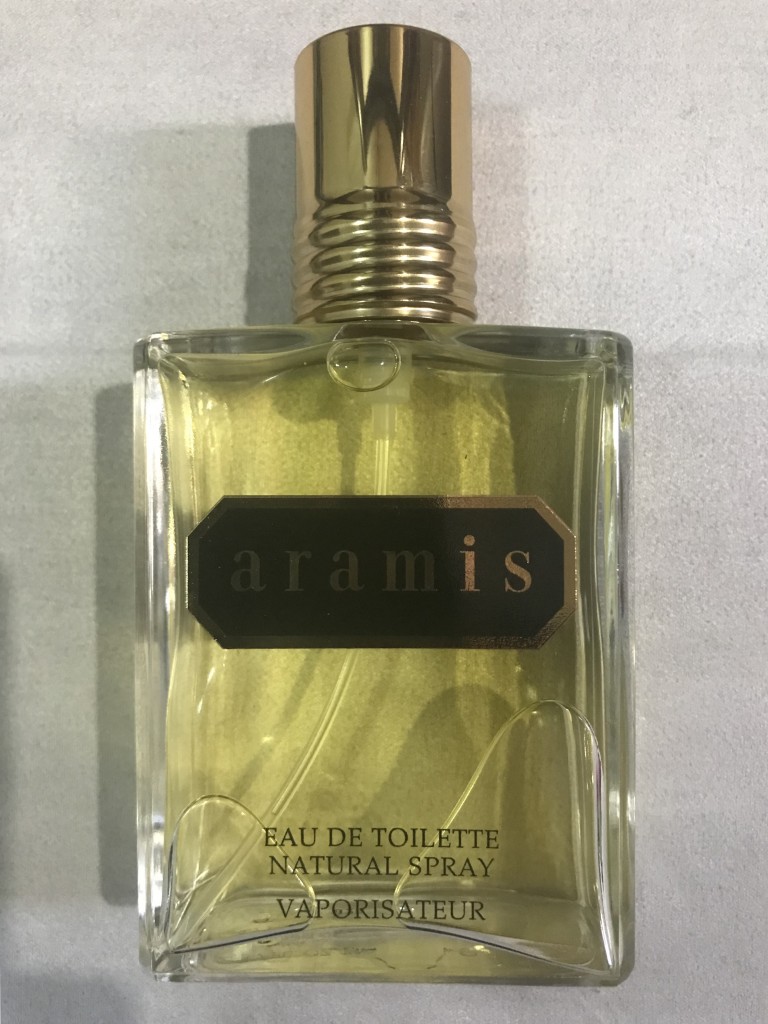 aramis
EAU DE TOILETTE
NATURAL SPRAY
VAPORISATEUR